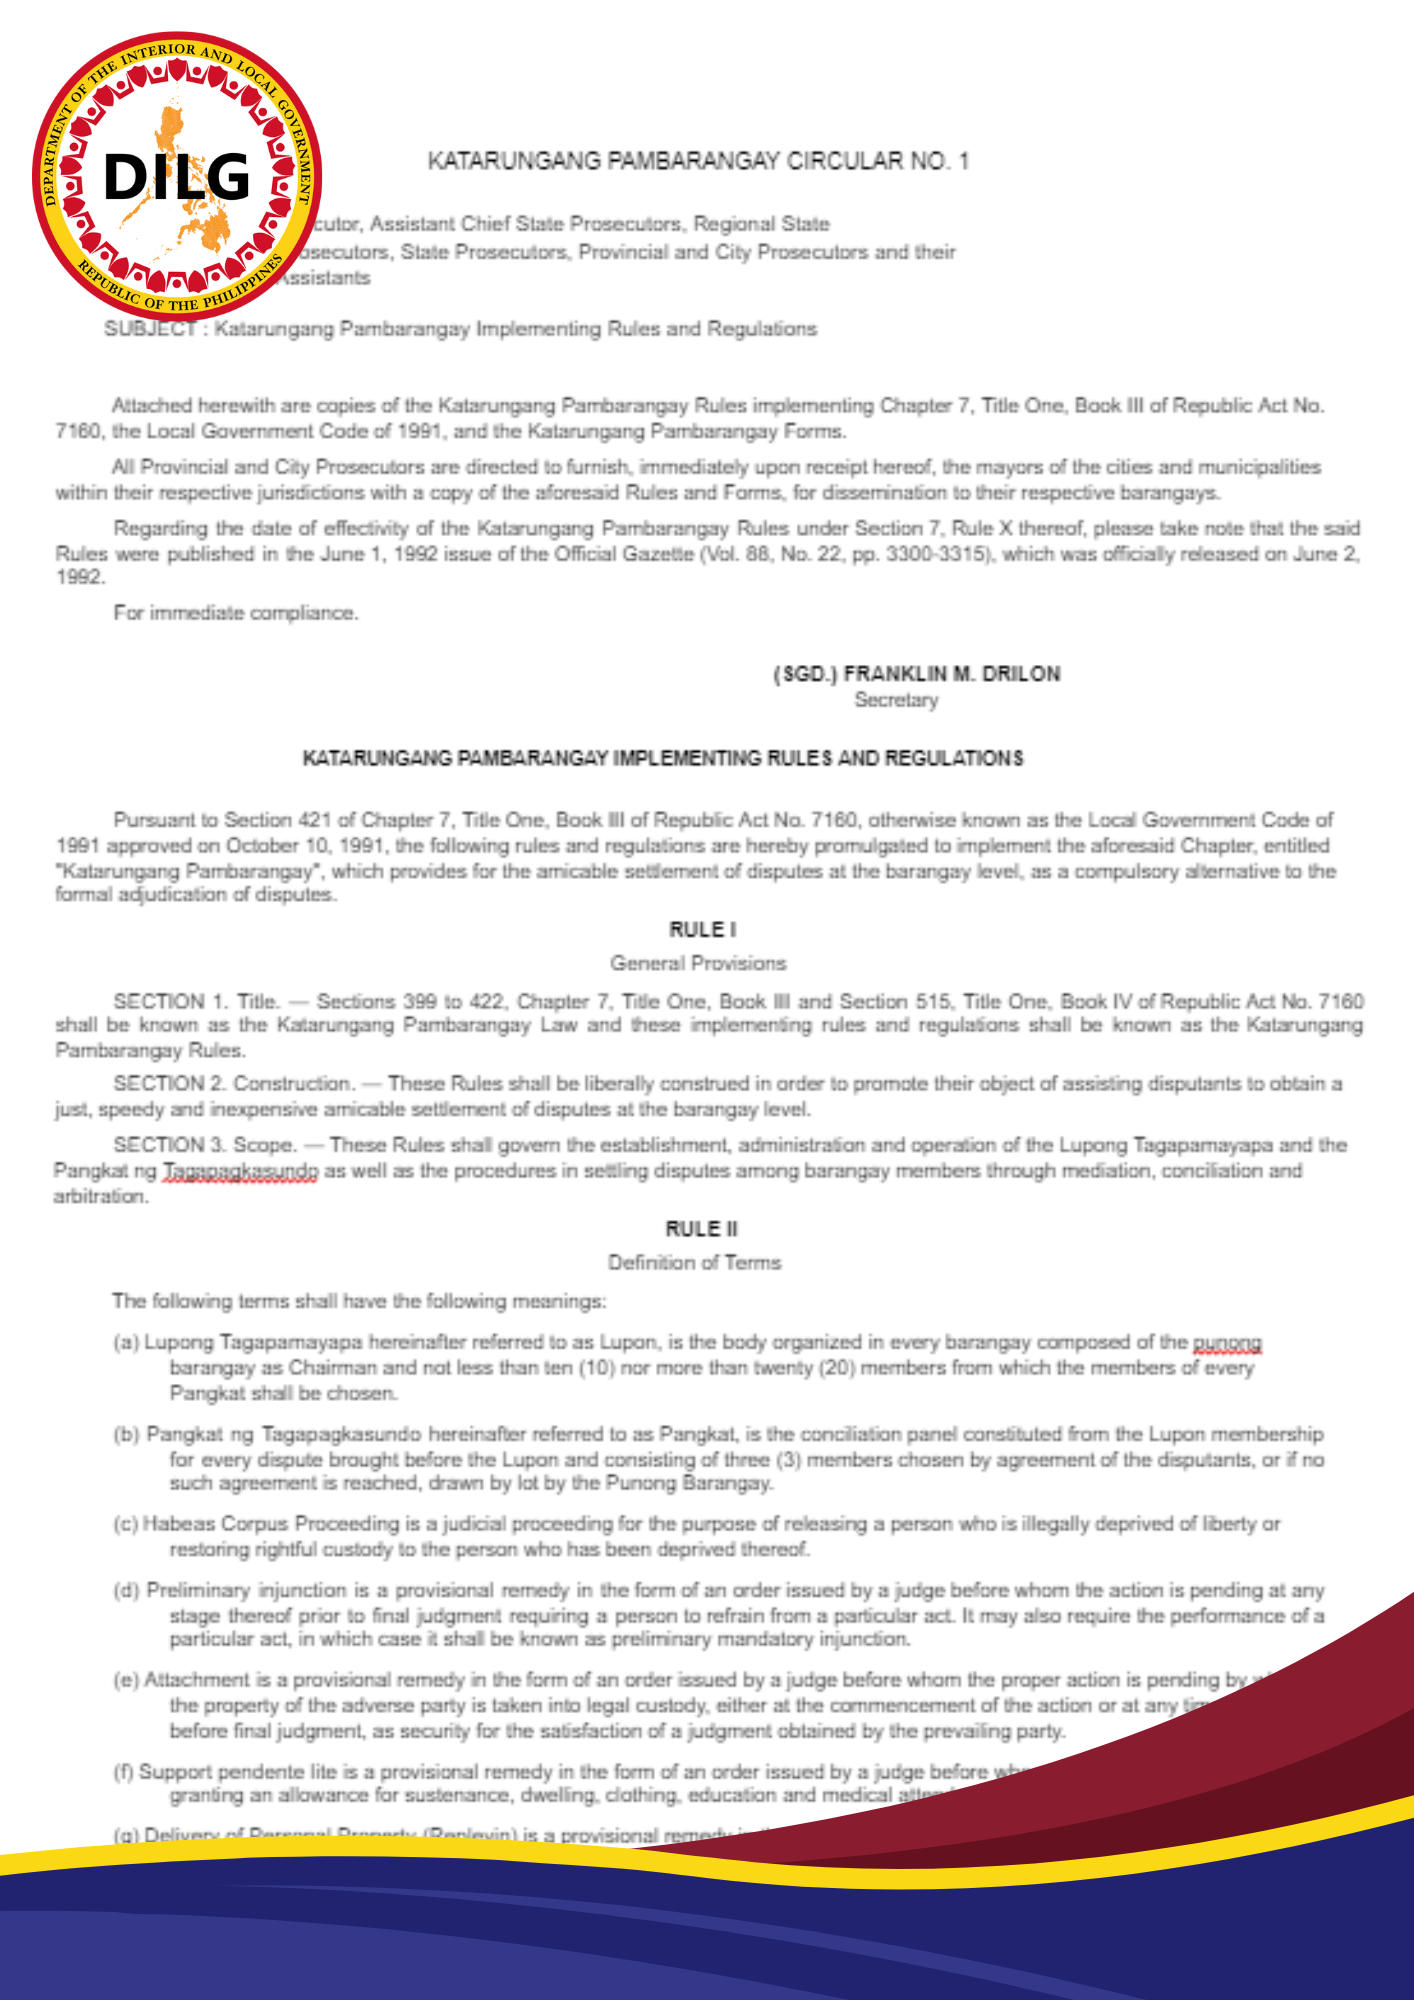 DEPARTMENT OF THE INTERIOR AND LOCAL GOVERNMENT
DILG
REPUBLIC OF THE PHILIPPINES
KATARUNGANG PAMBARANGAY CIRCULAR NO. 1
cutor, Assistant Chief State Prosecutors, Regional State
osecutors, State Prosecutors, Provincial and City Prosecutors and their
Assistants
SUBJECT : Katarungang Pambarangay Implementing Rules and Regulations
Attached herewith are copies of the Katarungang Pambarangay Rules implementing Chapter 7, Title One, Book III of Republic Act No.
7160, the Local Government Code of 1991, and the Katarungang Pambarangay Forms.
All Provincial and City Prosecutors are directed to furnish, immediately upon receipt hereof, the mayors of the cities and municipalities
within their respective jurisdictions with a copy of the aforesaid Rules and Forms, for dissemination to their respective barangays.
Regarding the date of effectivity of the Katarungang Pambarangay Rules under Section 7, Rule X thereof, please take note that the said
Rules were published in the June 1, 1992 issue of the Official Gazette (Vol. 88, No. 22, pp. 3300-3315), which was officially released on June 2,
1992.
For immediate compliance.
(SGD.) FRANKLIN M. DRILON
Secretary
KATARUNGANG PAMBARANGAY IMPLEMENTING RULES AND REGULATIONS
Pursuant to Section 421 of Chapter 7, Title One, Book III of Republic Act No. 7160, otherwise known as the Local Government Code of
1991 approved on October 10, 1991, the following rules and regulations are hereby promulgated to implement the aforesaid Chapter, entitled
"Katarungang Pambarangay", which provides for the amicable settlement of disputes at the barangay level, as a compulsory alternative to the
formal adjudication of disputes.
RULE I
General Provisions
SECTION 1. Title. — Sections 399 to 422, Chapter 7, Title One, Book III and Section 515, Title One, Book IV of Republic Act No. 7160
shall be known as the Katarungang Pambarangay Law and these implementing rules and regulations shall be known as the Katarungang
Pambarangay Rules.
SECTION 2. Construction. — These Rules shall be liberally construed in order to promote their object of assisting disputants to obtain a
just, speedy and inexpensive amicable settlement of disputes at the barangay level.
SECTION 3. Scope. — These Rules shall govern the establishment, administration and operation of the Lupong Tagapamayapa and the
Pangkat ng Tagapagkasundo as well as the procedures in settling disputes among barangay members through mediation, conciliation and
arbitration.
RULE II
Definition of Terms
The following terms shall have the following meanings:
(a) Lupong Tagapamayapa hereinafter referred to as Lupon, is the body organized in every barangay composed of the punong
barangay as Chairman and not less than ten (10) nor more than twenty (20) members from which the members of every
Pangkat shall be chosen.
(b) Pangkat ng Tagapagkasundo hereinafter referred to as Pangkat, is the conciliation panel constituted from the Lupon membership
for every dispute brought before the Lupon and consisting of three (3) members chosen by agreement of the disputants, or if no
such agreement is reached, drawn by lot by the Punong Barangay.
(c) Habeas Corpus Proceeding is a judicial proceeding for the purpose of releasing a person who is illegally deprived of liberty or
restoring rightful custody to the person who has been deprived thereof.
(d) Preliminary injunction is a provisional remedy in the form of an order issued by a judge before whom the action is pending at any
stage thereof prior to final judgment requiring a person to refrain from a particular act. It may also require the performance of a
particular act, in which case it shall be known as preliminary mandatory injunction.
(e) Attachment is a provisional remedy in the form of an order issued by a judge before whom the proper action is pending by
the property of the adverse party is taken into legal custody, either at the commencement of the action or at any
before final judgment, as security for the satisfaction of a judgment obtained by the prevailing party.
(f) Support pendente lite is a provisional remedy in the form of an order issued by a judge before
granting an allowance for sustenance, dwelling, clothing, education and medical
(g) Delivery of Personal Property (Replevin) is a provisional remedy